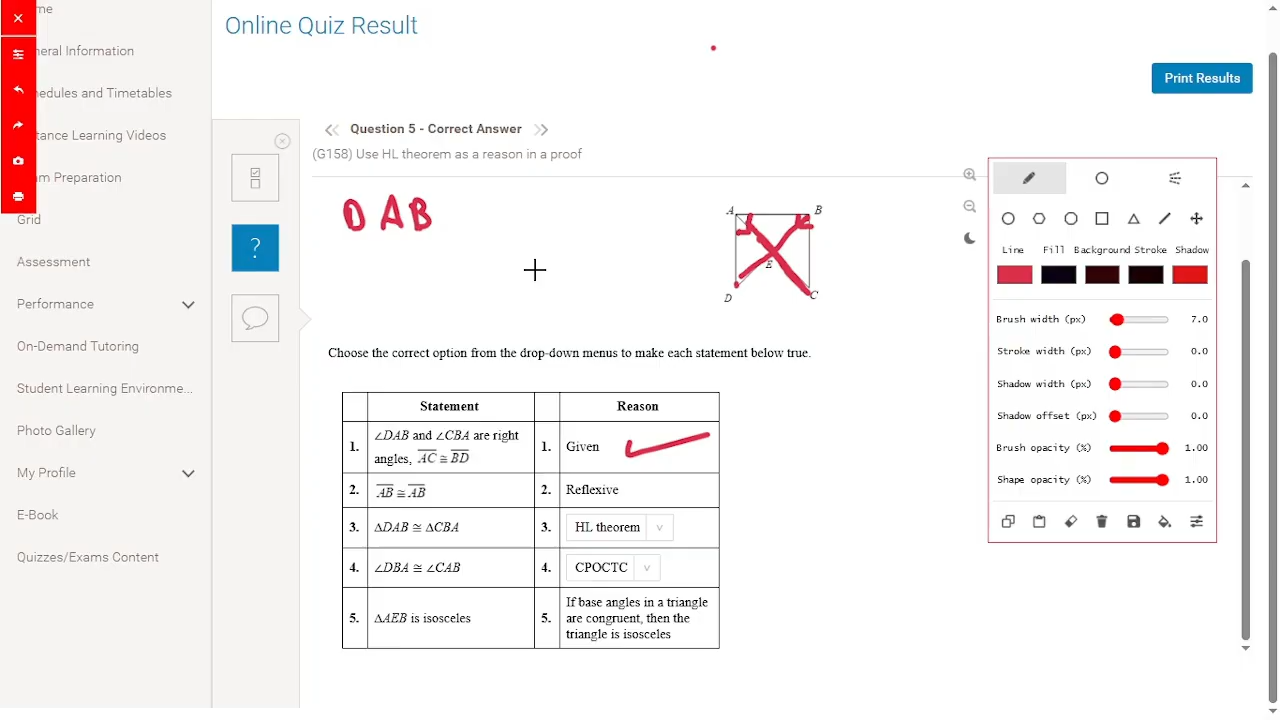 Online Quiz Result
Print Results
eneral Information
hedules and Timetables
tance Learning Videos
am Preparation
Grid
Assessment
Performance
On-Demand Tutoring
Student Learning Environme...
Photo Gallery
My Profile
E-Book
Quizzes/Exams Content
Question 5 - Correct Answer
(G158) Use HL theorem as a reason in a proof
DAB
A
B
E
D
C
Choose the correct option from the drop-down menus to make each statement below true.
Statement Reason
1. ∠DAB and ∠CBA are right angles, AC ≅ BD 1. Given
2. AB ≅ AB 2. Reflexive
3. ΔDAB ≅ ΔCBA 3. HL theorem
4. ∠DBA ≅ ∠CAB 4. CPOCTC
5. ΔAEB is isosceles 5. If base angles in a triangle are congruent, then the triangle is isosceles
Line Fill Background Stroke Shadow
Brush width (px) 7.0
Stroke width (px) 0.0
Shadow width (px) 0.0
Shadow offset (px) 0.0
Brush opacity (%) 1.00
Shape opacity (%) 1.00